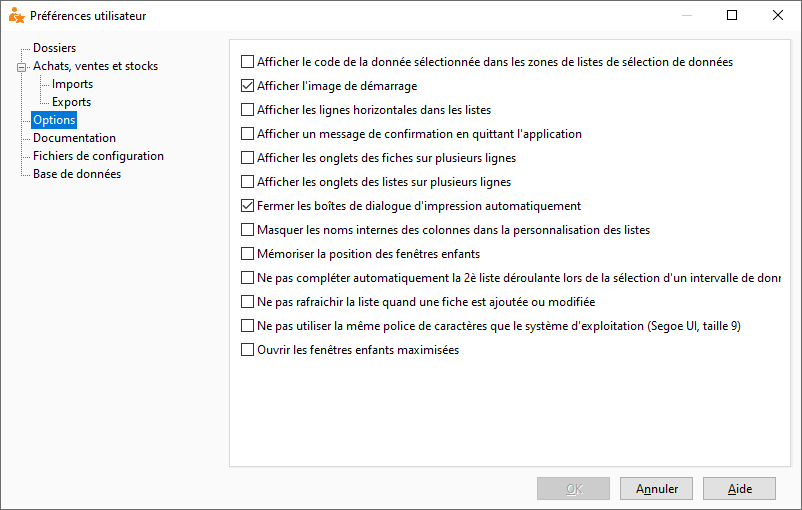 Préférences utilisateur
Dossiers
Achats, ventes et stocks
Imports
Exports
Options
Documentation
Fichiers de configuration
Base de données
Afficher le code de la donnée sélectionnée dans les zones de listes de sélection de données
Afficher l'image de démarrage
Afficher les lignes horizontales dans les listes
Afficher un message de confirmation en quittant l'application
Afficher les onglets des fiches sur plusieurs lignes
Afficher les onglets des listes sur plusieurs lignes
Fermer les boîtes de dialogue d'impression automatiquement
Masquer les noms internes des colonnes dans la personnalisation des listes
Mémoriser la position des fenêtres enfants
Ne pas compléter automatiquement la 2è liste déroulante lors de la sélection d'un intervalle de donr
Ne pas rafraichir la liste quand une fiche est ajoutée ou modifiée
Ne pas utiliser la même police de caractères que le système d'exploitation (Segoe UI, taille 9)
Ouvrir les fenêtres enfants maximisées
OK
Annuler
Aide